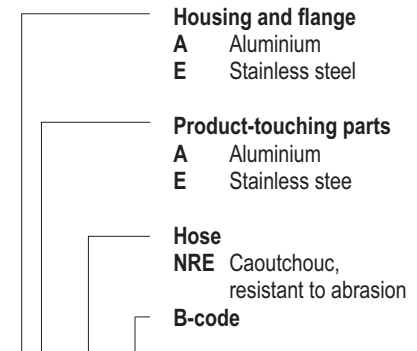 Housing and flange
A Aluminium
E Stainless steel
Product-touching parts
A Aluminium
E Stainless stee
Hose
NRE Caoutchouc,
resistant to abrasion
B-code